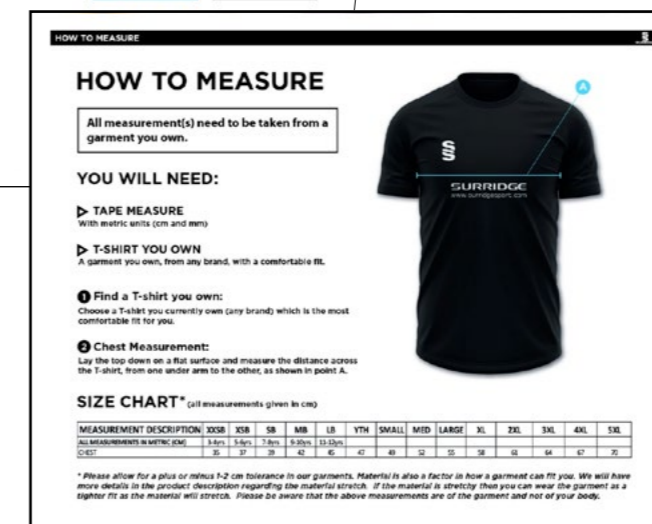 HOW TO MEASURE
HOW TO MEASURE
All measurement(s) need to be taken from a
garment you own.
YOU WILL NEED:
TAPE MEASURE
With metric units (cm and mm)
T-SHIRT YOU OWN
A garment you own, from any brand, with a comfortable fit.
1 Find a T-shirt you own:
Choose a T-shirt you currently own (any brand) which is the most
comfortable fit for you.
2 Chest Measurement:
Lay the top down on a flat surface and measure the distance across
the T-shirt, from one under arm to the other, as shown in point A.
A
SURRIDGE
www.surridgesport.com
SIZE CHART* (all measurements given in cm)
MEASUREMENT DESCRIPTION XXSB XSB SB MB LB YTH SMALL MED LARGE XL 2XL 3XL 4XL 5XL
ALL MEASUREMENTS IN METRIC (CM) 3-4yrs 5-6yrs 7-8yrs 9-10yrs 11-12yrs
CHEST 35 37 39 42 45 47 49 52 55 58 61 64 67 70
* Please allow for a plus or minus 1-2 cm tolerance in our garments. Material is also a factor in how a garment can fit you. We will have
more details in the product description regarding the material stretch. If the material is stretchy then you can wear the garment as a
tighter fit as the material will stretch. Please be aware that the above measurements are of the garment and not of your body.